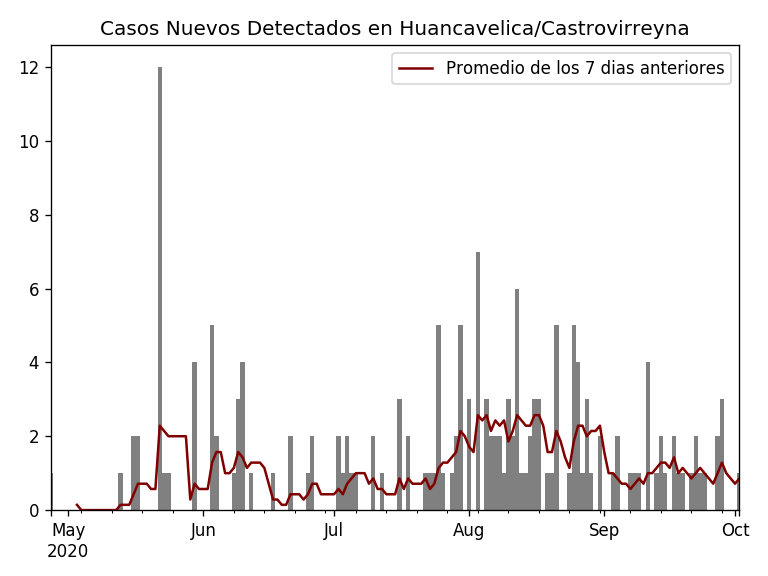 Casos Nuevos Detectados en Huancavelica/Castrovirreyna
Promedio de los 7 dias anteriores
12
10
8
6
4
2
0
May Jun Jul Aug Sep Oct
2020